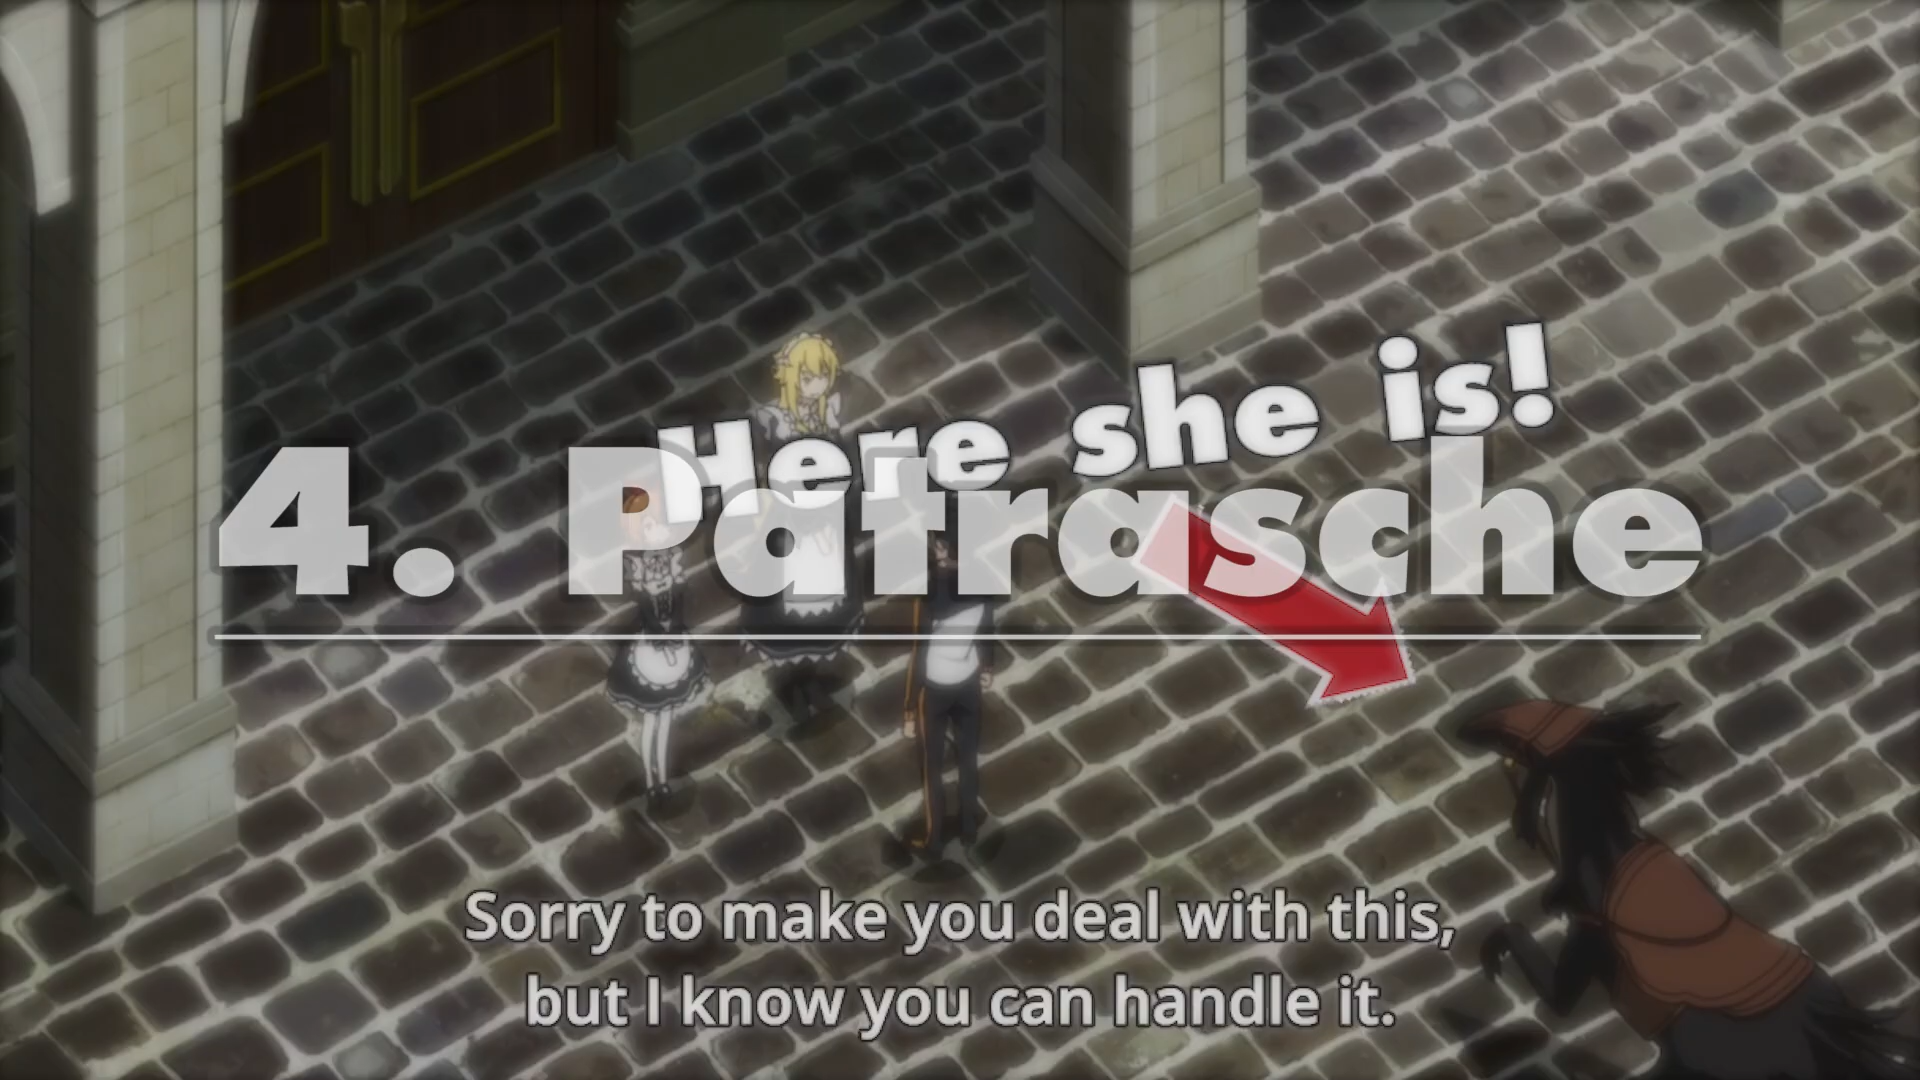 Here she is!
4. Patrasche
Sorry to make you deal with this,
but I know you can handle it.